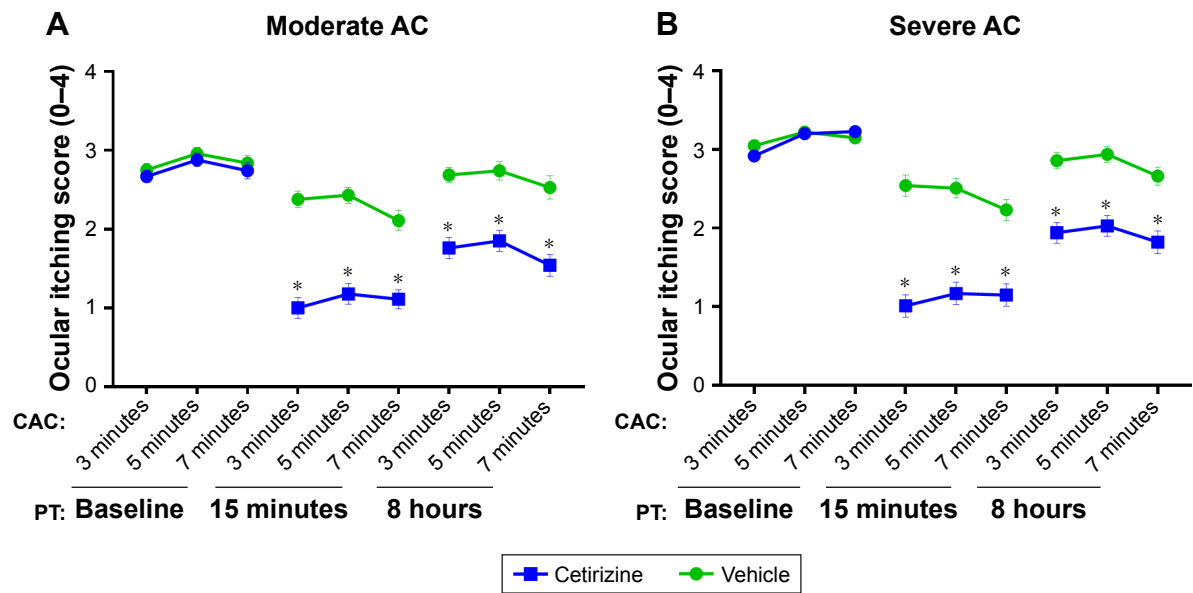 A
Moderate AC
Ocular itching score (0–4)
4
3
2
1
0
* * * * * *
CAC:
3 minutes
5 minutes
7 minutes
3 minutes
5 minutes
7 minutes
3 minutes
5 minutes
7 minutes
PT: Baseline 15 minutes 8 hours
B
Severe AC
Ocular itching score (0–4)
4
3
2
1
0
* * * * * *
CAC:
3 minutes
5 minutes
7 minutes
3 minutes
5 minutes
7 minutes
3 minutes
5 minutes
7 minutes
PT: Baseline 15 minutes 8 hours
Cetirizine Vehicle